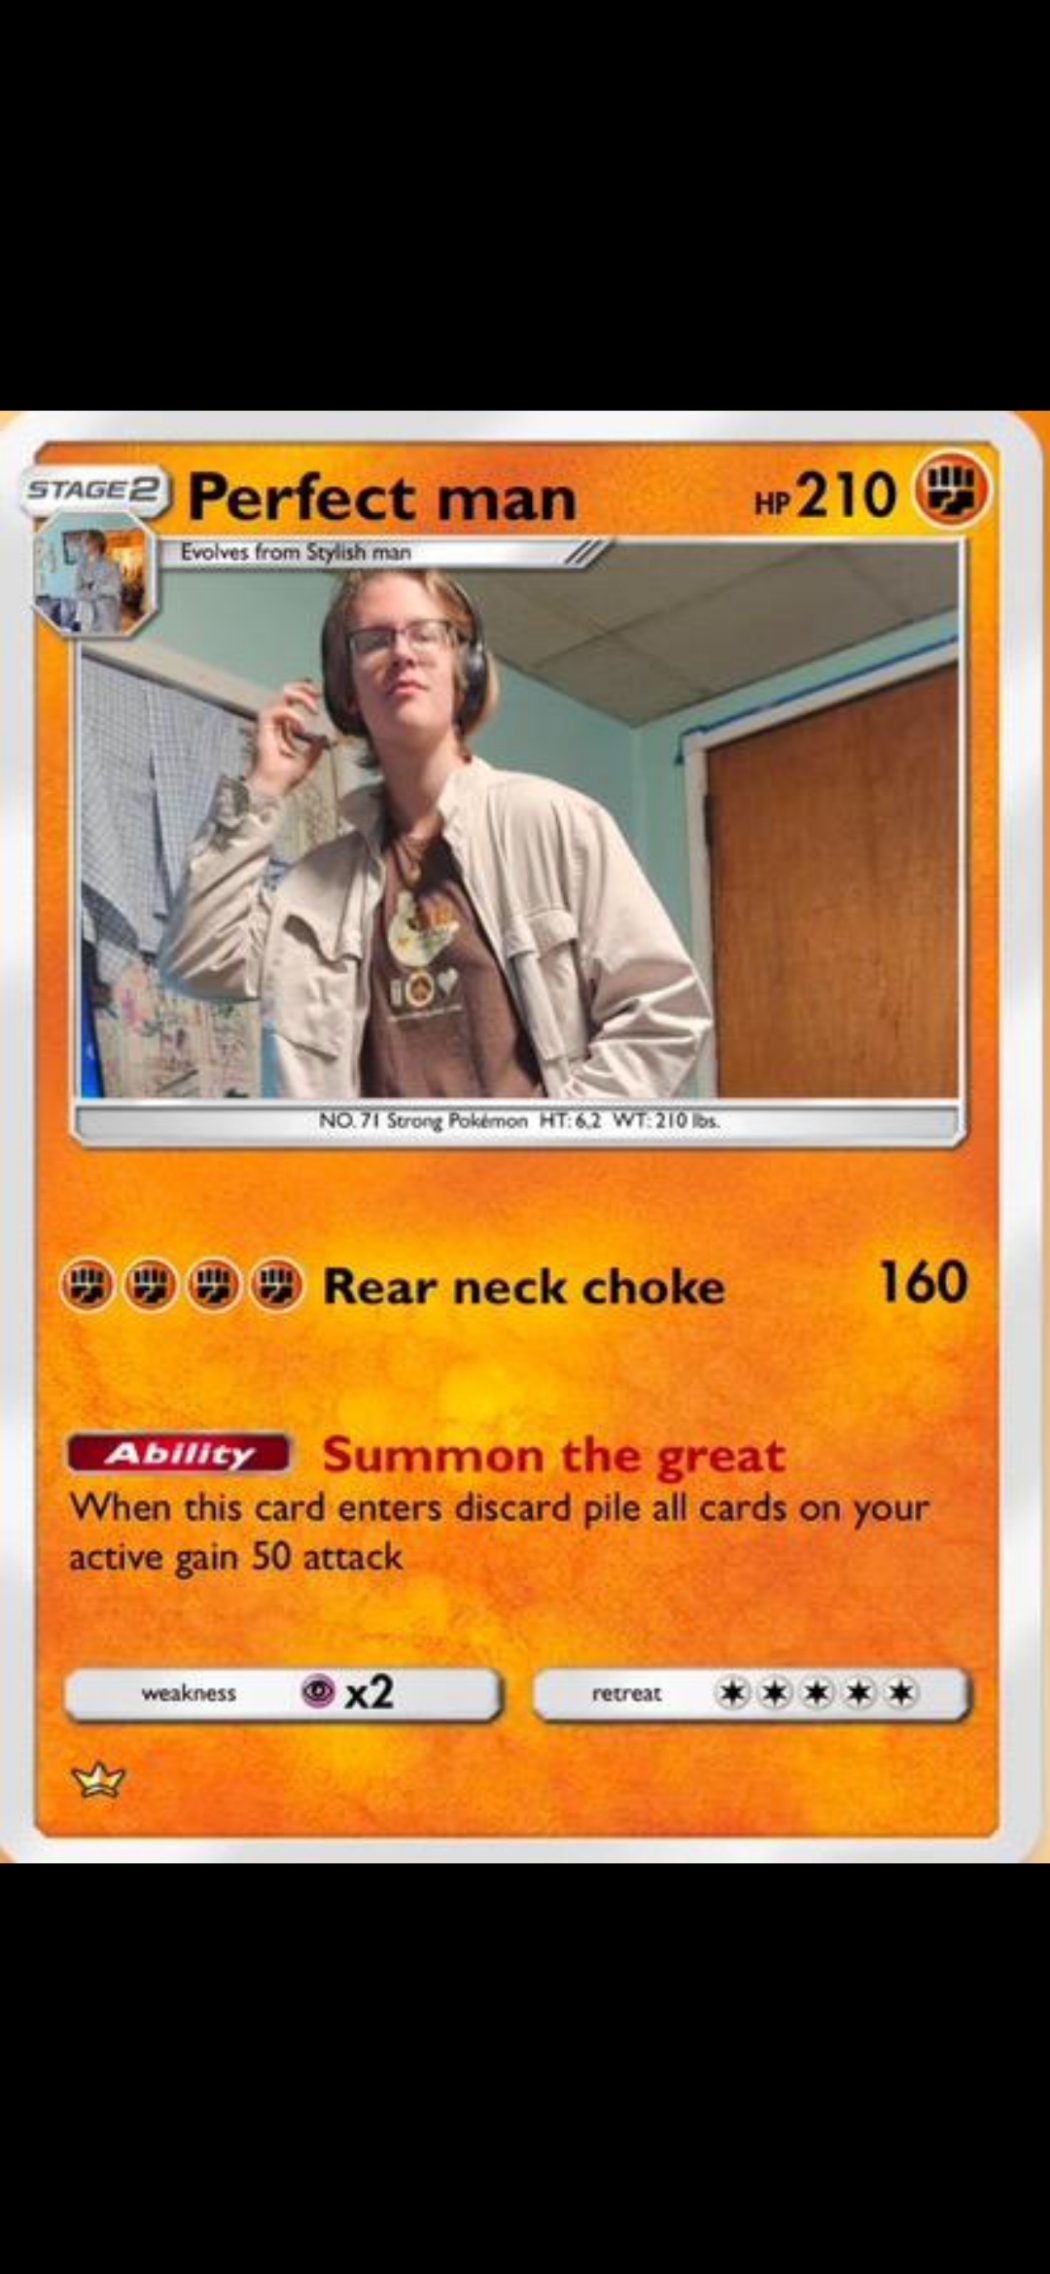 STAGE2
Perfect man
HP 210
Evolves from Stylish man
NO. 71 Strong Pokémon HT: 6,2 WT: 210 lbs.
Rear neck choke 160
Ability Summon the great
When this card enters discard pile all cards on your
active gain 50 attack
weakness x2
retreat